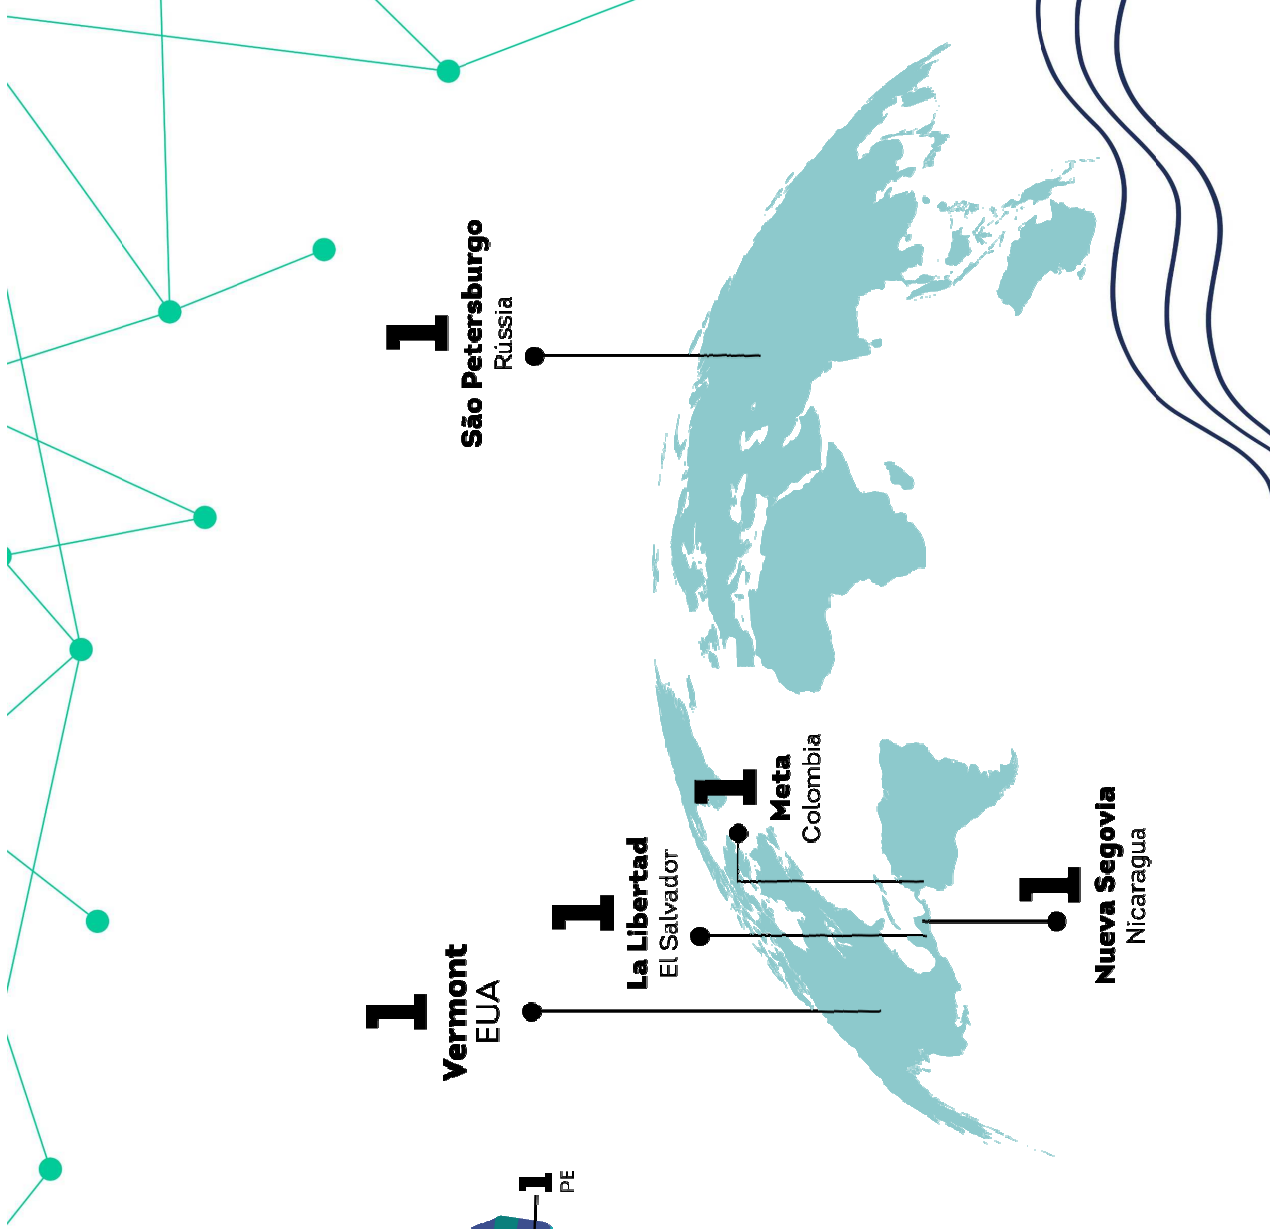 1
São Petersburgo
Rússia
1
Meta
Colombia
1
La Libertad
El Salvador
1
Nueva Segovia
Nicaragua
1
Vermont
EUA
1
PE